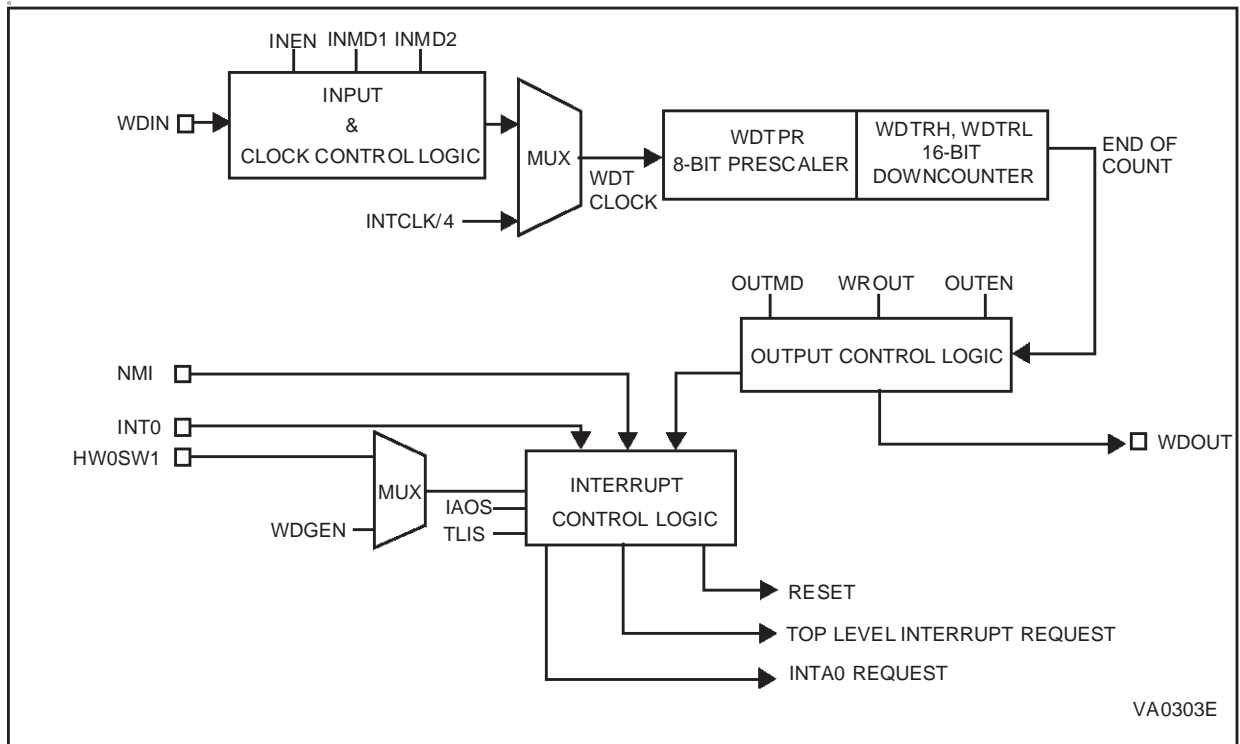 INEN INMD1 INMD2
INPUT
&
CLOCK CONTROL LOGIC
WDIN
MUX
WDT
CLOCK
INTCLK/4
WDTPR
8-BIT PRESCALER
WDTRH, WDTRL
16-BIT
DOWNCOUNTER
END OF
COUNT
OUTMD WROUT OUTEN
OUTPUT CONTROL LOGIC
NMI
INT0
HW0SW1
WDOUT
MUX
WDGEN
IAOS
TLIS
INTERRUPT
CONTROL LOGIC
RESET
TOP LEVEL INTERRUPT REQUEST
INTA0 REQUEST
VA0303E